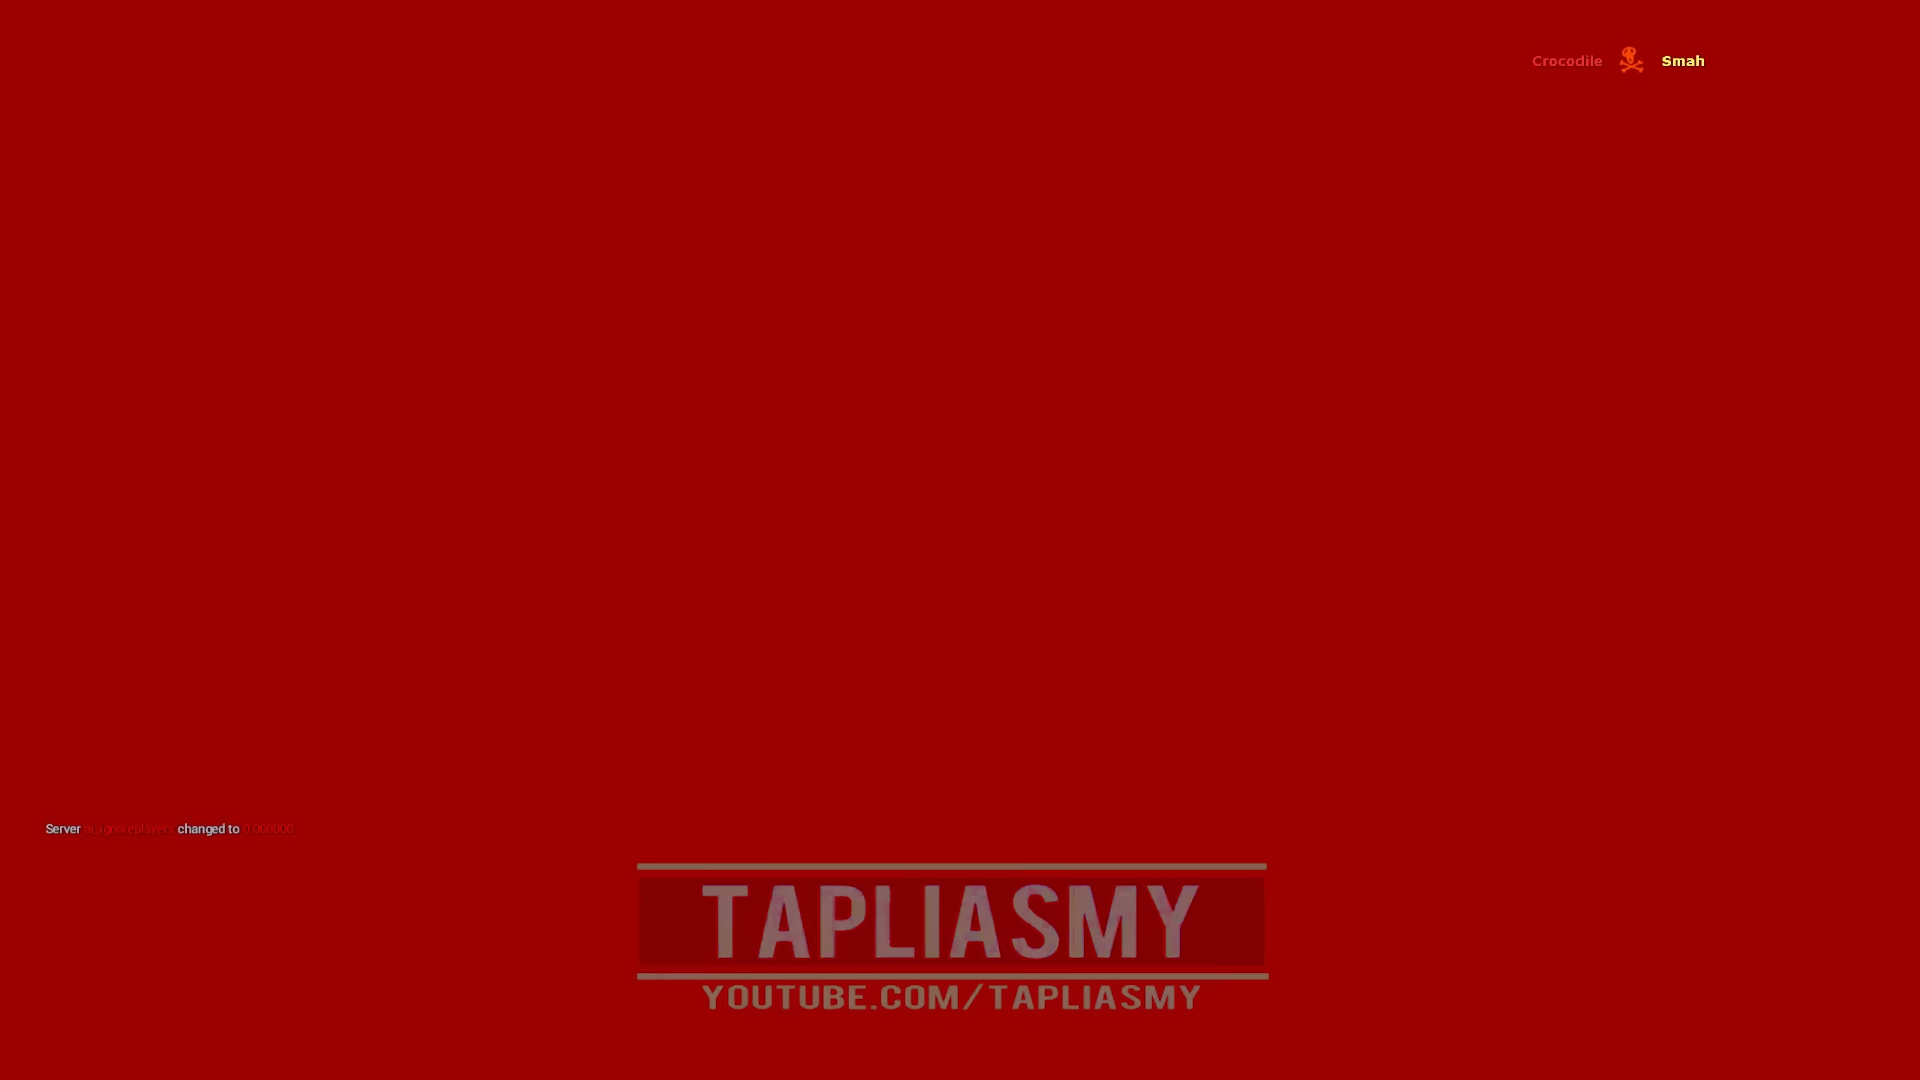 Crocodile Smah
Server ai_ignoreplayers changed to 0.000000
TAPLIASMY
YOUTUBE.COM/TAPLIASMY